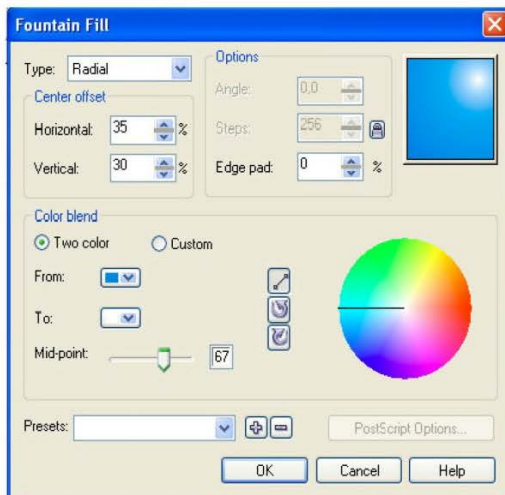 Fountain Fill
Type: Radial
Options
Angle: 0,0
Steps: 256
Edge pad: 0 %
Center offset
Horizontal: 35 %
Vertical: 30 %
Color blend
Two color Custom
From:
To:
Mid-point: 67
Presets:
PostScript Options...
OK Cancel Help